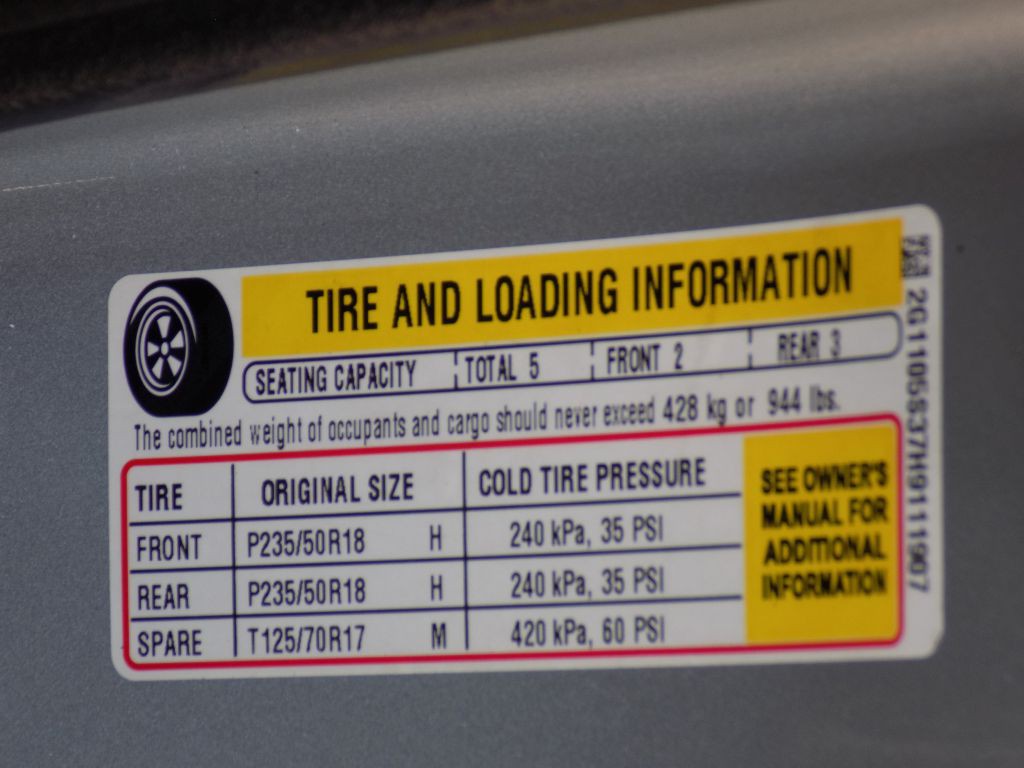 TIRE AND LOADING INFORMATION
SEATING CAPACITY TOTAL 5 FRONT 2 REAR 3
The combined weight of occupants and cargo should never exceed 428 kg or 944 lbs.
TIRE ORIGINAL SIZE COLD TIRE PRESSURE
FRONT P235/50R18 H 240 kPa, 35 PSI
REAR P235/50R18 H 240 kPa, 35 PSI
SPARE T125/70R17 M 420 kPa, 60 PSI
SEE OWNER'S
MANUAL FOR
ADDITIONAL
INFORMATION